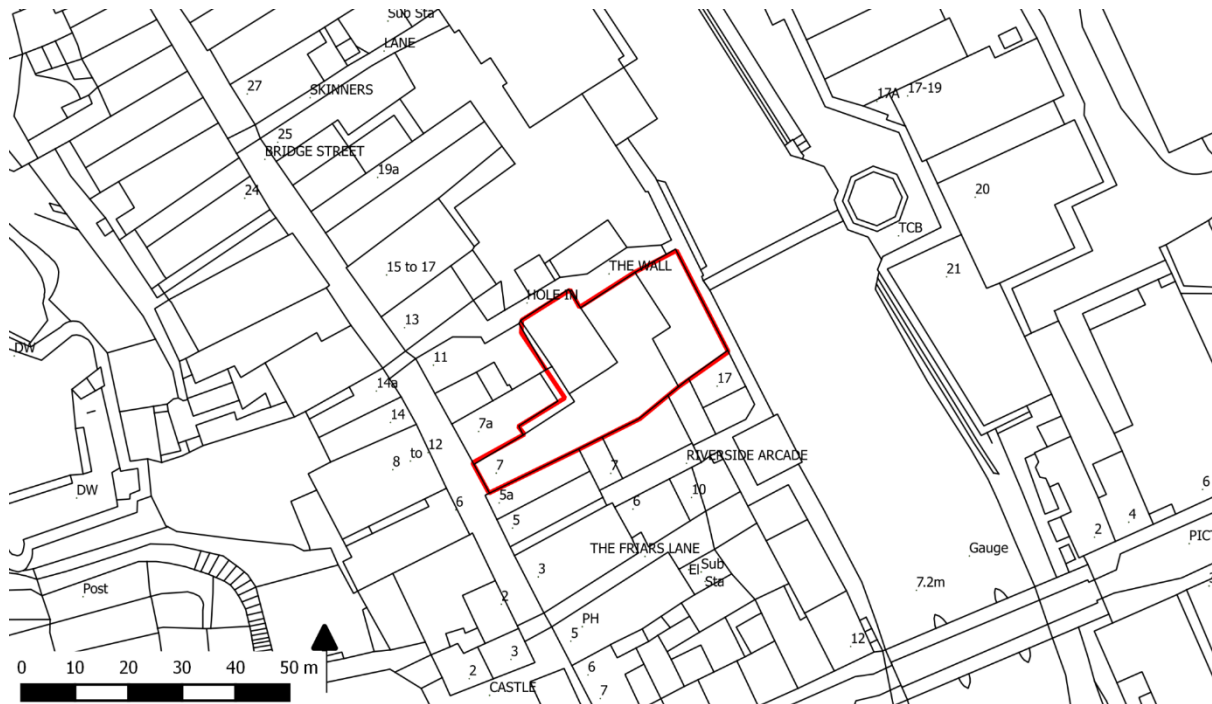 Sub Sta
LANE
27
SKINNERS
17A
17-19
25
BRIDGE STREET
19a
24
20
TCB
15 to 17
THE WALL
21
HOLE IN
13
DW
11
17
14a
14
7a
8 to 12
RIVERSIDE ARCADE
7
7
DW
5a
10
6
6
6
5
4
2
THE FRIARS LANE
Gauge
PICT
3
El Sub
Sta
7.2m
Post
2
PH
5
12
0 10 20 30 40 50 m
3
2
6
CASTLE
7